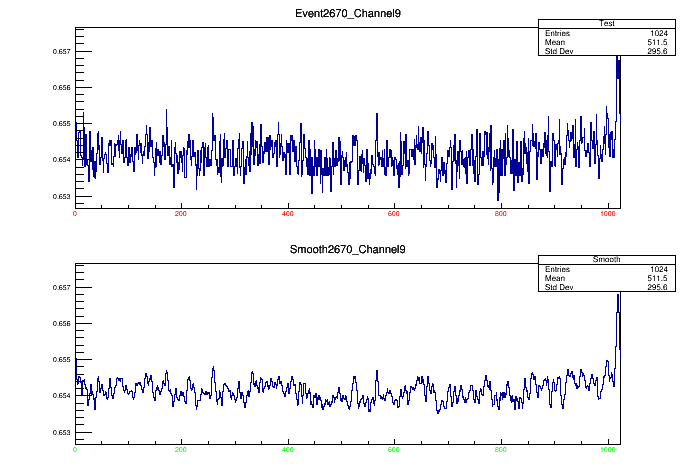 Event2670_Channel9
Test
Entries 1024
Mean 511.5
Std Dev 295.6
0.657
0.656
0.655
0.654
0.653
0 200 400 600 800 1000
Smooth2670_Channel9
Smooth
Entries 1024
Mean 511.5
Std Dev 295.6
0.657
0.656
0.655
0.654
0.653
0 200 400 600 800 1000